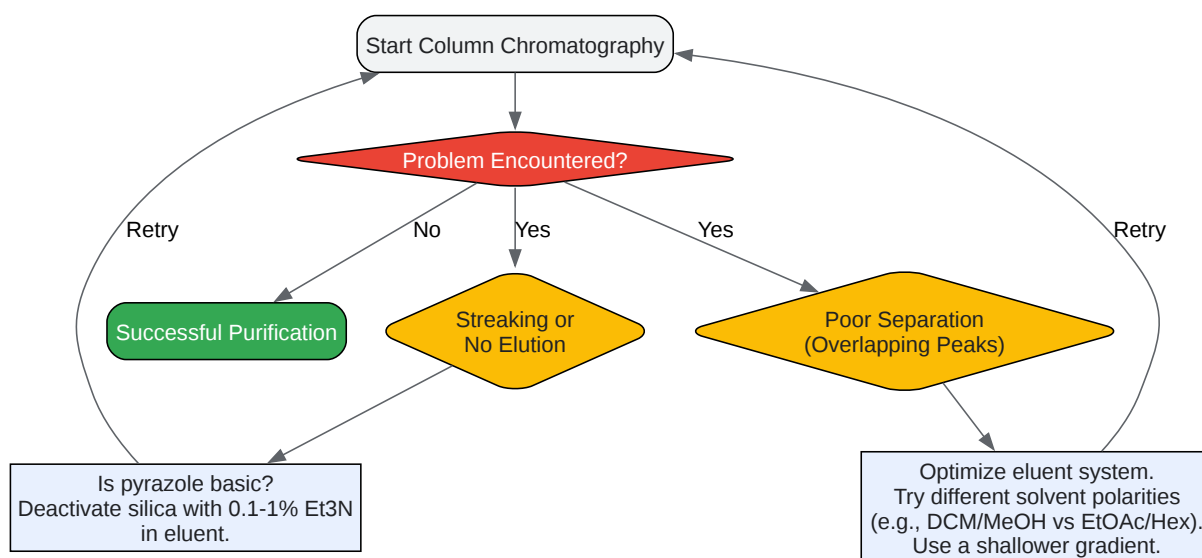 Start Column Chromatography
Problem Encountered?
Retry
No
Yes
Yes
Retry
Successful Purification
Streaking or
No Elution
Poor Separation
(Overlapping Peaks)
Is pyrazole basic?
Deactivate silica with 0.1-1% Et3N
in eluent.
Optimize eluent system.
Try different solvent polarities
(e.g., DCM/MeOH vs EtOAc/Hex).
Use a shallower gradient.